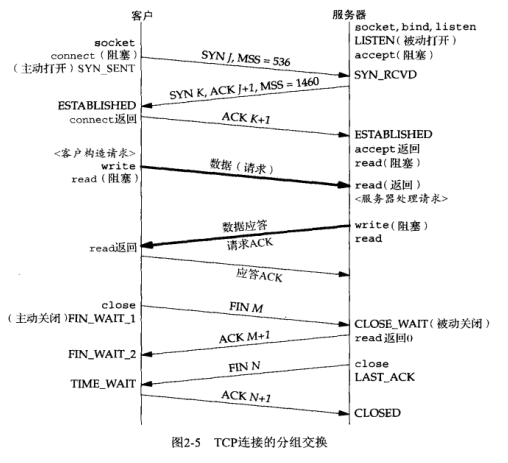 客户
服务器
socket, bind, listen
LISTEN(被动打开)
accept(阻塞)
socket
connect(阻塞)
(主动打开) SYN_SENT
SYN J, MSS = 536
SYN_RCVD
SYN K, ACK J+1, MSS = 1460
ESTABLISHED
connect返回
ACK K+1
ESTABLISHED
accept返回
read(阻塞)
<客户构造请求>
write
read(阻塞)
数据(请求)
read(返回)
<服务器处理请求>
write(阻塞)
read
数据应答
请求ACK
read返回
应答ACK
close
(主动关闭)FIN_WAIT_1
FIN M
CLOSE_WAIT(被动关闭)
read返回0
ACK M+1
FIN_WAIT_2
close
LAST_ACK
FIN N
TIME_WAIT
ACK N+1
CLOSED
图2-5 TCP连接的分组交换